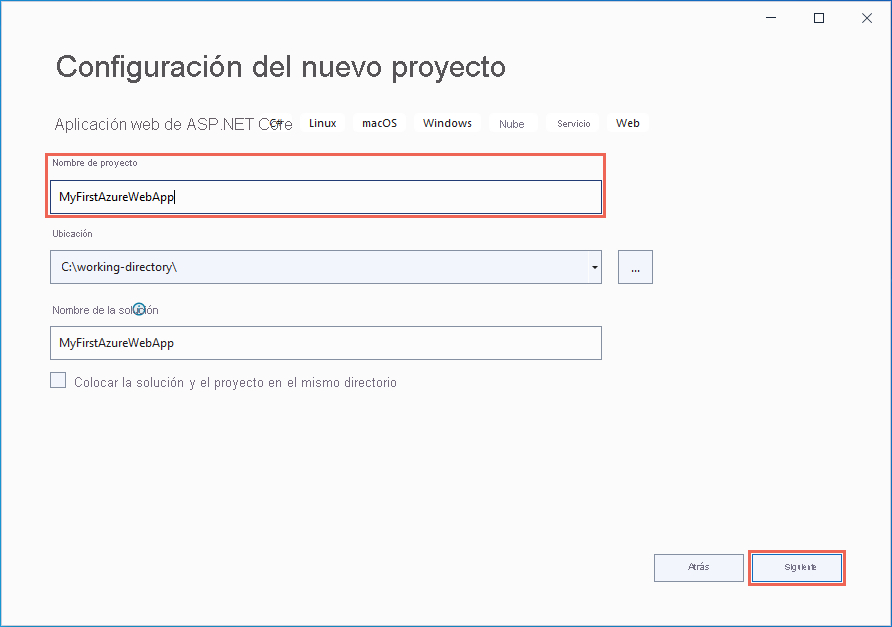 Configuración del nuevo proyecto
Aplicación web de ASP.NET Core C# Linux macOS Windows Nube Servicio Web
Nombre de proyecto
MyFirstAzureWebApp
Ubicación
C:\working-directory\
...
Nombre de la solución
MyFirstAzureWebApp
Colocar la solución y el proyecto en el mismo directorio
Atrás Siguiente